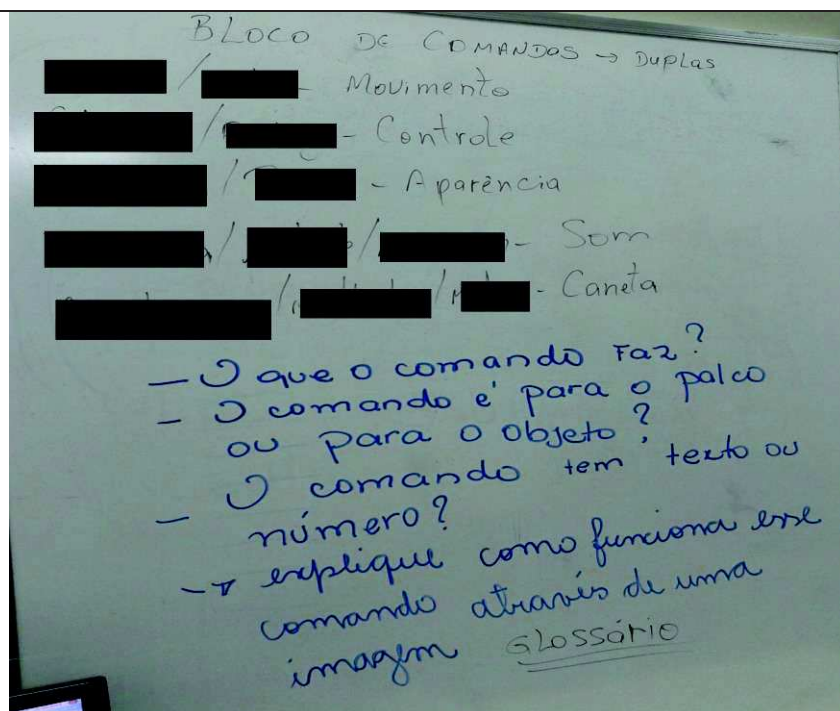 BLOCO DE COMANDOS → DUPLAS
/ - Movimento
/ - Controle
/ - Aparência
/ / - Som
/ / - Caneta
- O que o comando Faz?
- O comando é para o palco
ou para o objeto?
- O comando tem texto ou
número?
-→ explique como funciona esse
comando através de uma
imagem GLOSSÁRIO